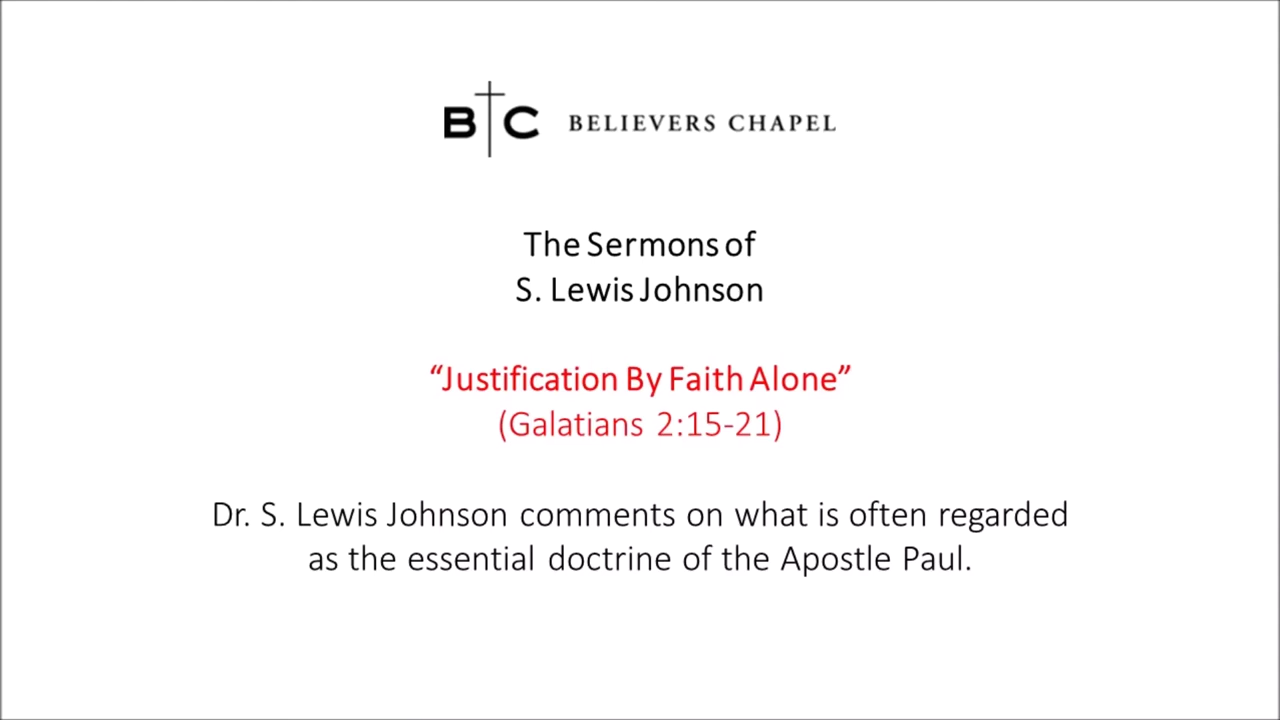 B C BELIEVERS CHAPEL
The Sermons of
S. Lewis Johnson
“Justification By Faith Alone”
(Galatians 2:15-21)
Dr. S. Lewis Johnson comments on what is often regarded
as the essential doctrine of the Apostle Paul.